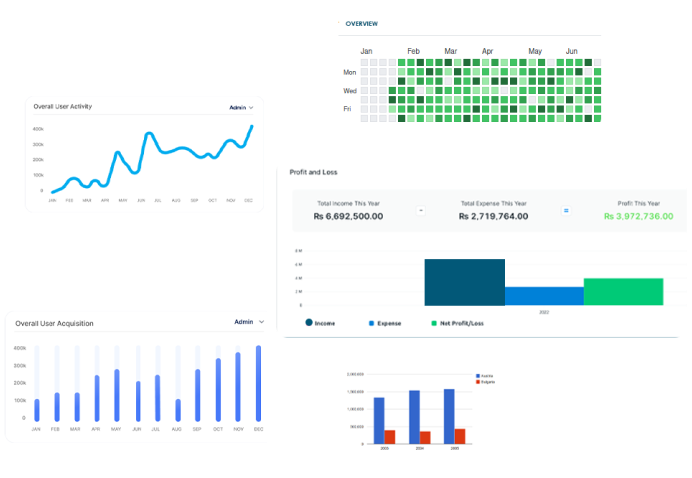 OVERVIEW
Jan Feb Mar Apr May Jun
Mon
Wed
Fri
Overall User Activity
Admin
400k
300k
200k
100k
0
JAN FEB MAR APR MAY JUN JUL AUG SEP OCT NOV DEC
Profit and Loss
Total Income This Year
₨ 6,692,500.00
-
Total Expense This Year
₨ 2,719,764.00
=
Profit This Year
₨ 3,972,736.00
8 M
6 M
4 M
2 M
0
2022
Income Expense Net Profit/Loss
Overall User Acquisition
Admin
400k
300k
200k
100k
0
JAN FEB MAR APR MAY JUN JUL AUG SEP OCT NOV DEC
2,000,000
1,500,000
1,000,000
500,000
0
2003 2004 2005
Austria
Bulgaria